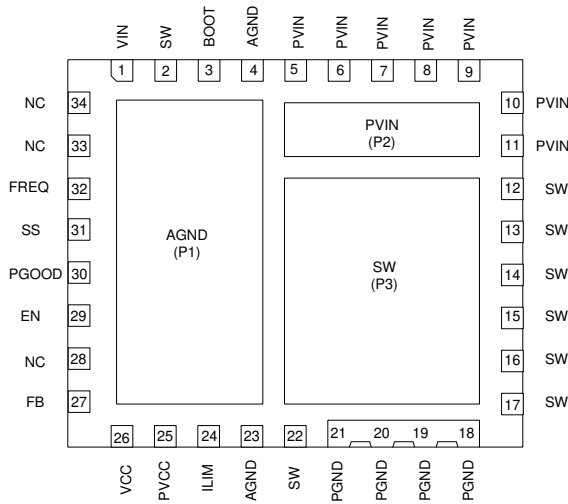 VIN SW BOOT AGND PVIN PVIN PVIN PVIN PVIN
1 2 3 4 5 6 7 8 9
NC 34
NC 33
FREQ 32
SS 31
PGOOD 30
EN 29
NC 28
FB 27
AGND
(P1)
PVIN
(P2)
SW
(P3)
10 PVIN
11 PVIN
12 SW
13 SW
14 SW
15 SW
16 SW
17 SW
26 25 24 23 22 21 20 19 18
VCC PVCC ILIM AGND SW PGND PGND PGND PGND